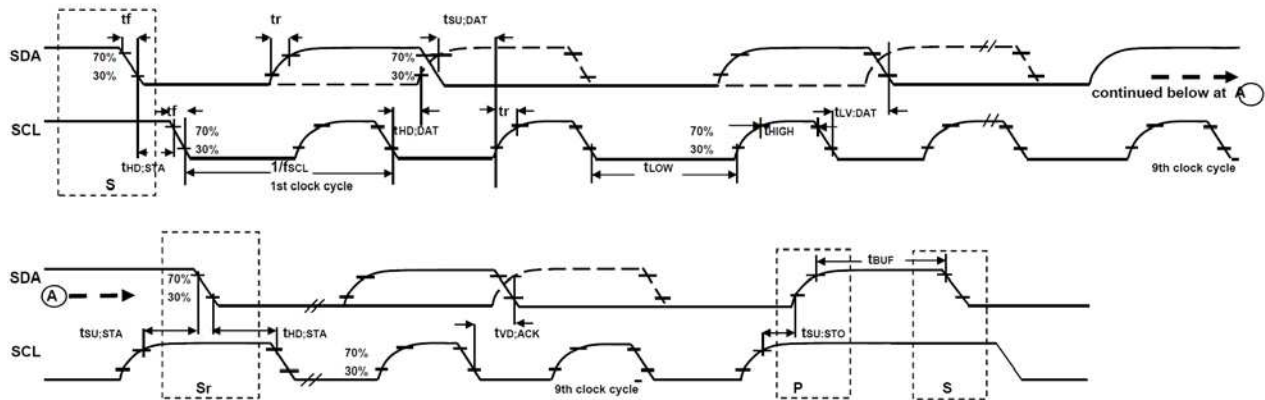 tf
tr
tSU;DAT
SDA
70%
30%
70%
30%
continued below at A
tf
tHD;DAT
tr
tHIGH
tLV;DAT
SCL
70%
30%
70%
30%
tHD;STA
1/fSCL
tLOW
S
1st clock cycle
9th clock cycle
SDA
70%
30%
tBUF
A
tSU;STA
tHD;STA
tVD;ACK
tSU;STO
SCL
70%
30%
Sr
9th clock cycle
P
S